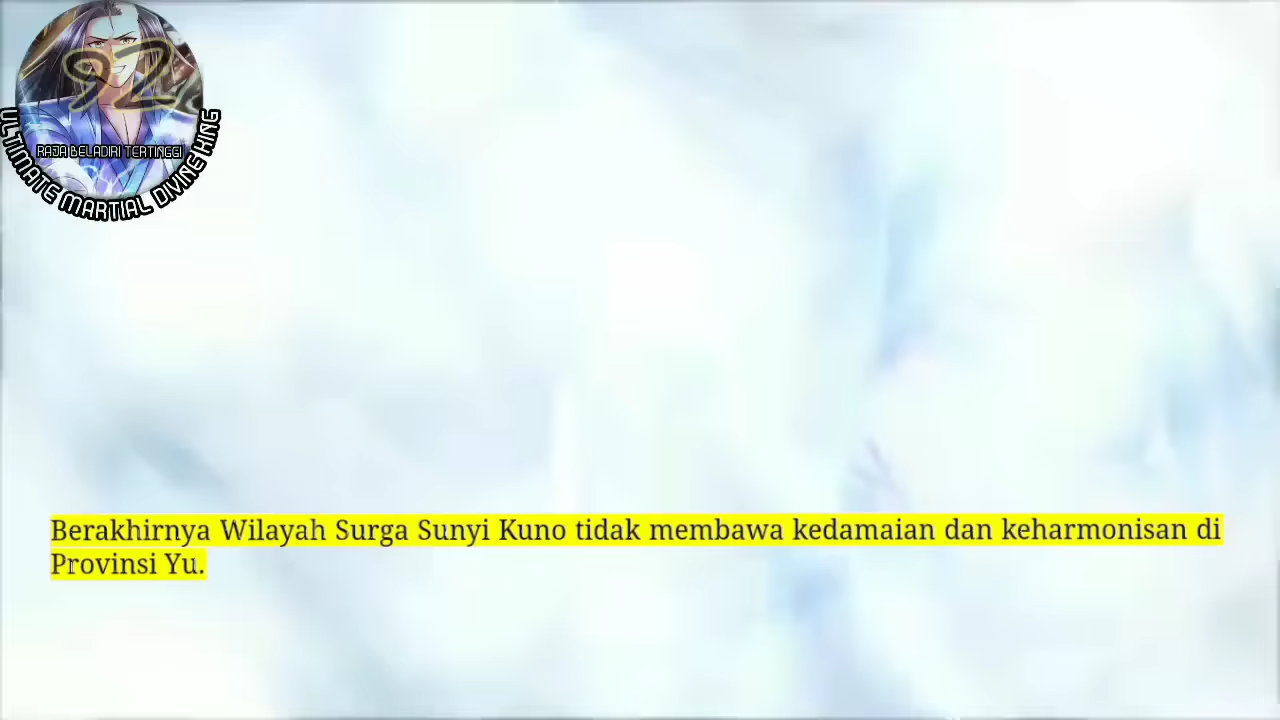 RAJA BELADIRI TERTINGGI
ULTIMATE MARTIAL DIVINE KING
Berakhirnya Wilayah Surga Sunyi Kuno tidak membawa kedamaian dan keharmonisan di
Provinsi Yu.